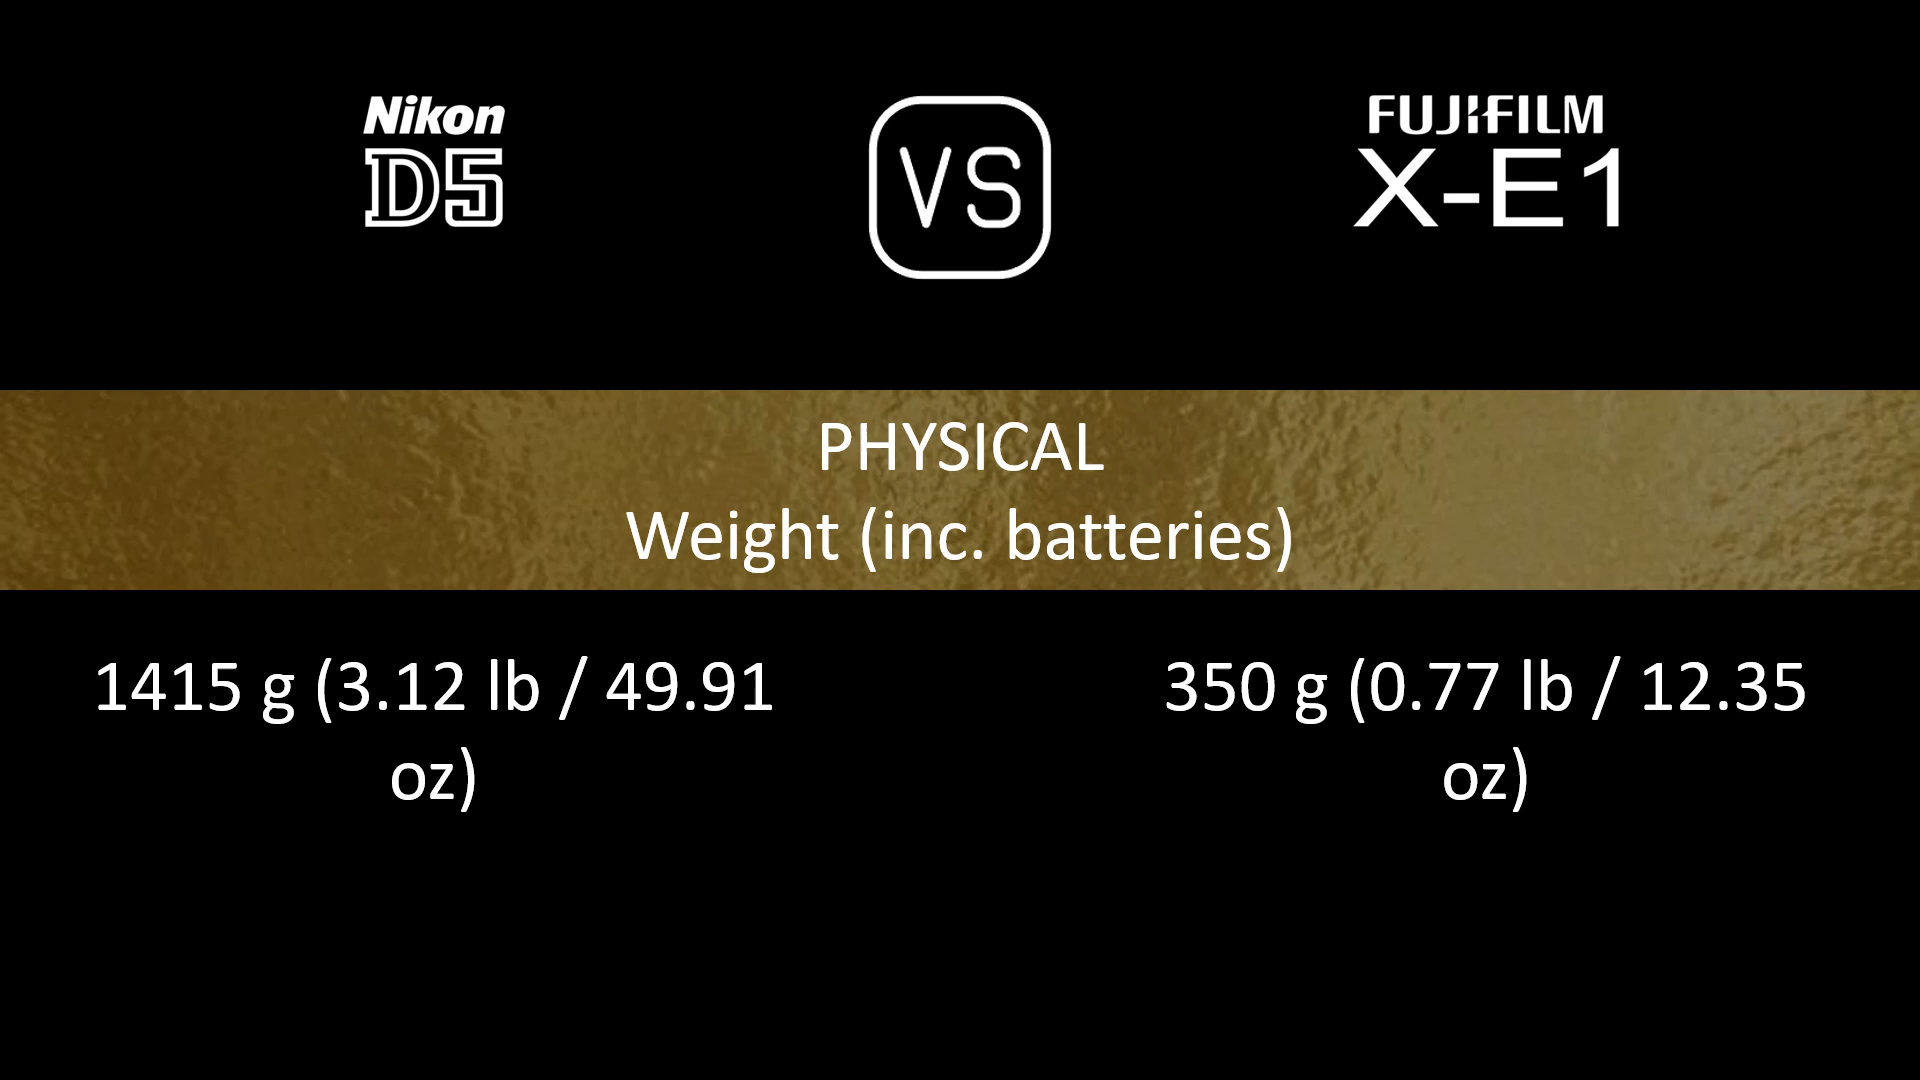 Nikon
D5
VS
FUJIFILM
X-E1
PHYSICAL
Weight (inc. batteries)
1415 g (3.12 lb / 49.91
oz)
350 g (0.77 lb / 12.35
oz)